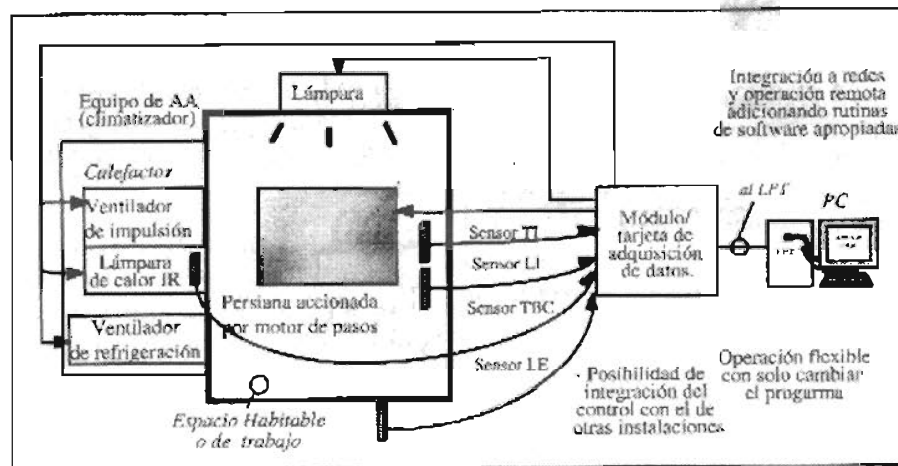 Equipo de AA
(climatizador)
Calefactor
Ventilador
de impulsión
Lámpara
de calor IR
Ventilador
de refrigeración
Lámpara
Persiana accionada
por motor de pasos
Espacio Habitable
o de trabajo
Sensor TI
Sensor LI
Sensor TBC
Sensor LE
Módulo/
tarjeta de
adquisición
de datos.
al LPT
LPT
PC
Integración a redes
y operación remota
adicionando rutinas
de software apropiadas
Posibilidad de
integración del
control con el de
otras instalaciones
Operación flexible
con solo cambiar
el progarma